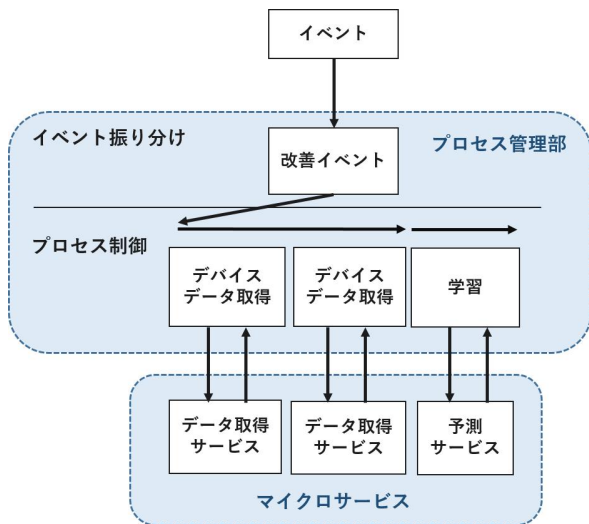 イベント
イベント振り分け
プロセス管理部
改善イベント
プロセス制御
デバイス
データ取得
デバイス
データ取得
学習
データ取得
サービス
データ取得
サービス
予測
サービス
マイクロサービス